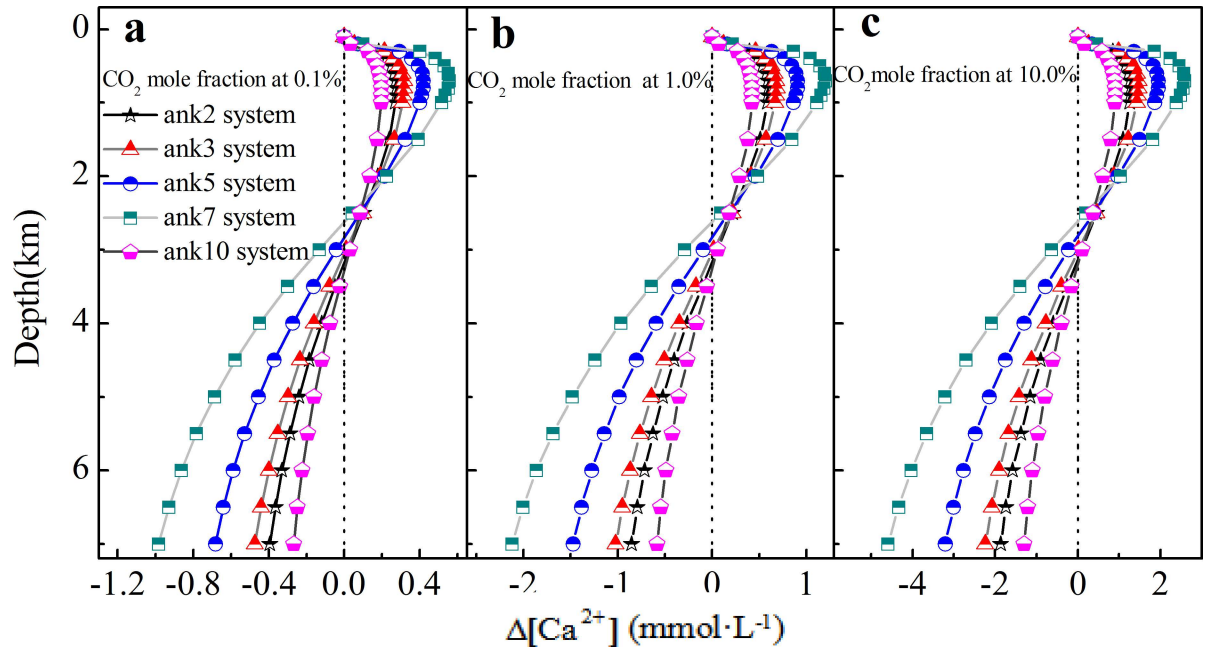 a
b
c
CO₂ mole fraction at 0.1%
CO₂ mole fraction at 1.0%
CO₂mole fraction at 10.0%
ank2 system
ank3 system
ank5 system
ank7 system
ank10 system
Depth(km)
0
2
4
6
-1.2 -0.8 -0.4 0.0 0.4
-2 -1 0 1
-4 -2 0 2
Δ[Ca²⁺] (mmol·L⁻¹)